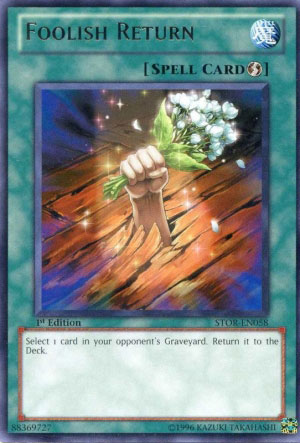 FOOLISH RETURN
魔
[SPELL CARD]
1st Edition
STOR-EN058
Select 1 card in your opponent's Graveyard. Return it to the
Deck.
88369727
©1996 KAZUKI TAKAHASHI